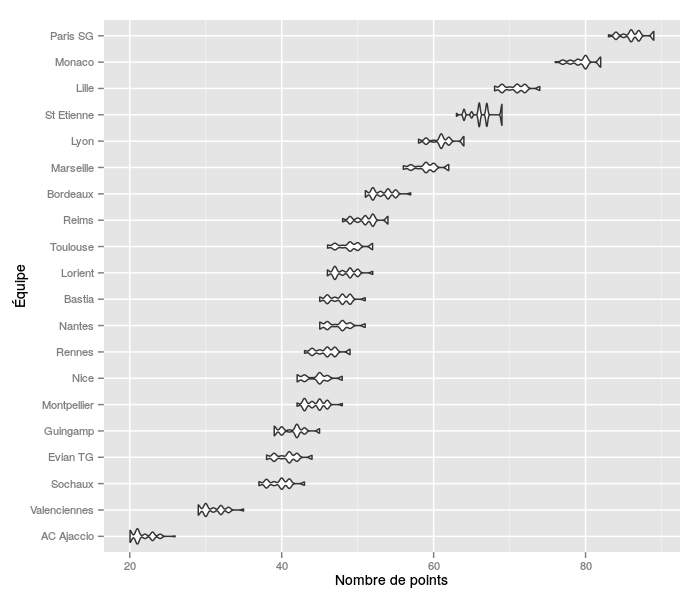 Paris SG
Monaco
Lille
St Etienne
Lyon
Marseille
Bordeaux
Reims
Toulouse
Lorient
Bastia
Nantes
Rennes
Nice
Montpellier
Guingamp
Evian TG
Sochaux
Valenciennes
AC Ajaccio
Équipe
20 40 60 80
Nombre de points